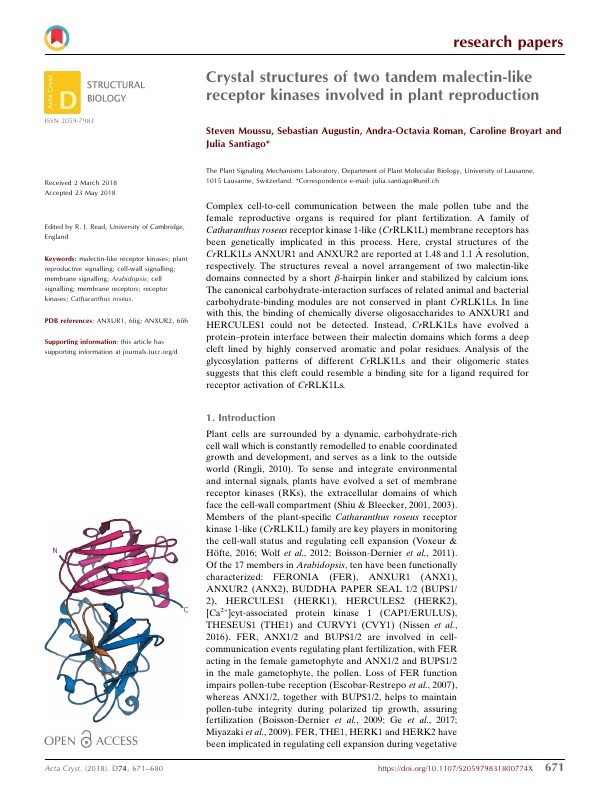 research papers
Acta Cryst
D
STRUCTURAL
BIOLOGY
ISSN 2059-7983
Crystal structures of two tandem malectin-like
receptor kinases involved in plant reproduction
Steven Moussu, Sebastian Augustin, Andra-Octavia Roman, Caroline Broyart and
Julia Santiago*
The Plant Signaling Mechanisms Laboratory, Department of Plant Molecular Biology, University of Lausanne,
1015 Lausanne, Switzerland. *Correspondence e-mail: julia.santiago@unil.ch
Received 2 March 2018
Accepted 23 May 2018
Edited by R. J. Read, University of Cambridge,
England
Keywords: malectin-like receptor kinases; plant
reproductive signalling; cell-wall signalling;
membrane signalling; Arabidopsis; cell
signalling; membrane receptors; receptor
kinases; Catharanthus roseus.
PDB references: ANXUR1, 6fig; ANXUR2, 6fih
Supporting information: this article has
supporting information at journals.iucr.org/d
Complex cell-to-cell communication between the male pollen tube and the
female reproductive organs is required for plant fertilization. A family of
Catharanthus roseus receptor kinase 1-like (CrRLK1L) membrane receptors has
been genetically implicated in this process. Here, crystal structures of the
CrRLK1Ls ANXUR1 and ANXUR2 are reported at 1.48 and 1.1 Å resolution,
respectively. The structures reveal a novel arrangement of two malectin-like
domains connected by a short β-hairpin linker and stabilized by calcium ions.
The canonical carbohydrate-interaction surfaces of related animal and bacterial
carbohydrate-binding modules are not conserved in plant CrRLK1Ls. In line
with this, the binding of chemically diverse oligosaccharides to ANXUR1 and
HERCULES1 could not be detected. Instead, CrRLK1Ls have evolved a
protein–protein interface between their malectin domains which forms a deep
cleft lined by highly conserved aromatic and polar residues. Analysis of the
glycosylation patterns of different CrRLK1Ls and their oligomeric states
suggests that this cleft could resemble a binding site for a ligand required for
receptor activation of CrRLK1Ls.
1. Introduction
Plant cells are surrounded by a dynamic, carbohydrate-rich
cell wall which is constantly remodelled to enable coordinated
growth and development, and serves as a link to the outside
world (Ringli, 2010). To sense and integrate environmental
and internal signals, plants have evolved a set of membrane
receptor kinases (RKs), the extracellular domains of which
face the cell-wall compartment (Shiu & Bleecker, 2001, 2003).
Members of the plant-specific Catharanthus roseus receptor
kinase 1-like (CrRLK1L) family are key players in monitoring
the cell-wall status and regulating cell expansion (Voxeur &
Höfte, 2016; Wolf et al., 2012; Boisson-Dernier et al., 2011).
Of the 17 members in Arabidopsis, ten have been functionally
characterized: FERONIA (FER), ANXUR1 (ANX1),
ANXUR2 (ANX2), BUDDHA PAPER SEAL 1/2 (BUPS1/
2), HERCULES1 (HERK1), HERCULES2 (HERK2),
[Ca²⁺]cyt-associated protein kinase 1 (CAP1/ERULUS),
THESEUS1 (THE1) and CURVY1 (CVY1) (Nissen et al.,
2016). FER, ANX1/2 and BUPS1/2 are involved in cell-
communication events regulating plant fertilization, with FER
acting in the female gametophyte and ANX1/2 and BUPS1/2
in the male gametophyte, the pollen. Loss of FER function
impairs pollen-tube reception (Escobar-Restrepo et al., 2007),
whereas ANX1/2, together with BUPS1/2, helps to maintain
pollen-tube integrity during polarized tip growth, assuring
fertilization (Boisson-Dernier et al., 2009; Ge et al., 2017;
Miyazaki et al., 2009). FER, THE1, HERK1 and HERK2 have
been implicated in regulating cell expansion during vegetative
N
C
OPEN ACCESS
Acta Cryst. (2018). D74, 671–680
https://doi.org/10.1107/S205979831800774X 671